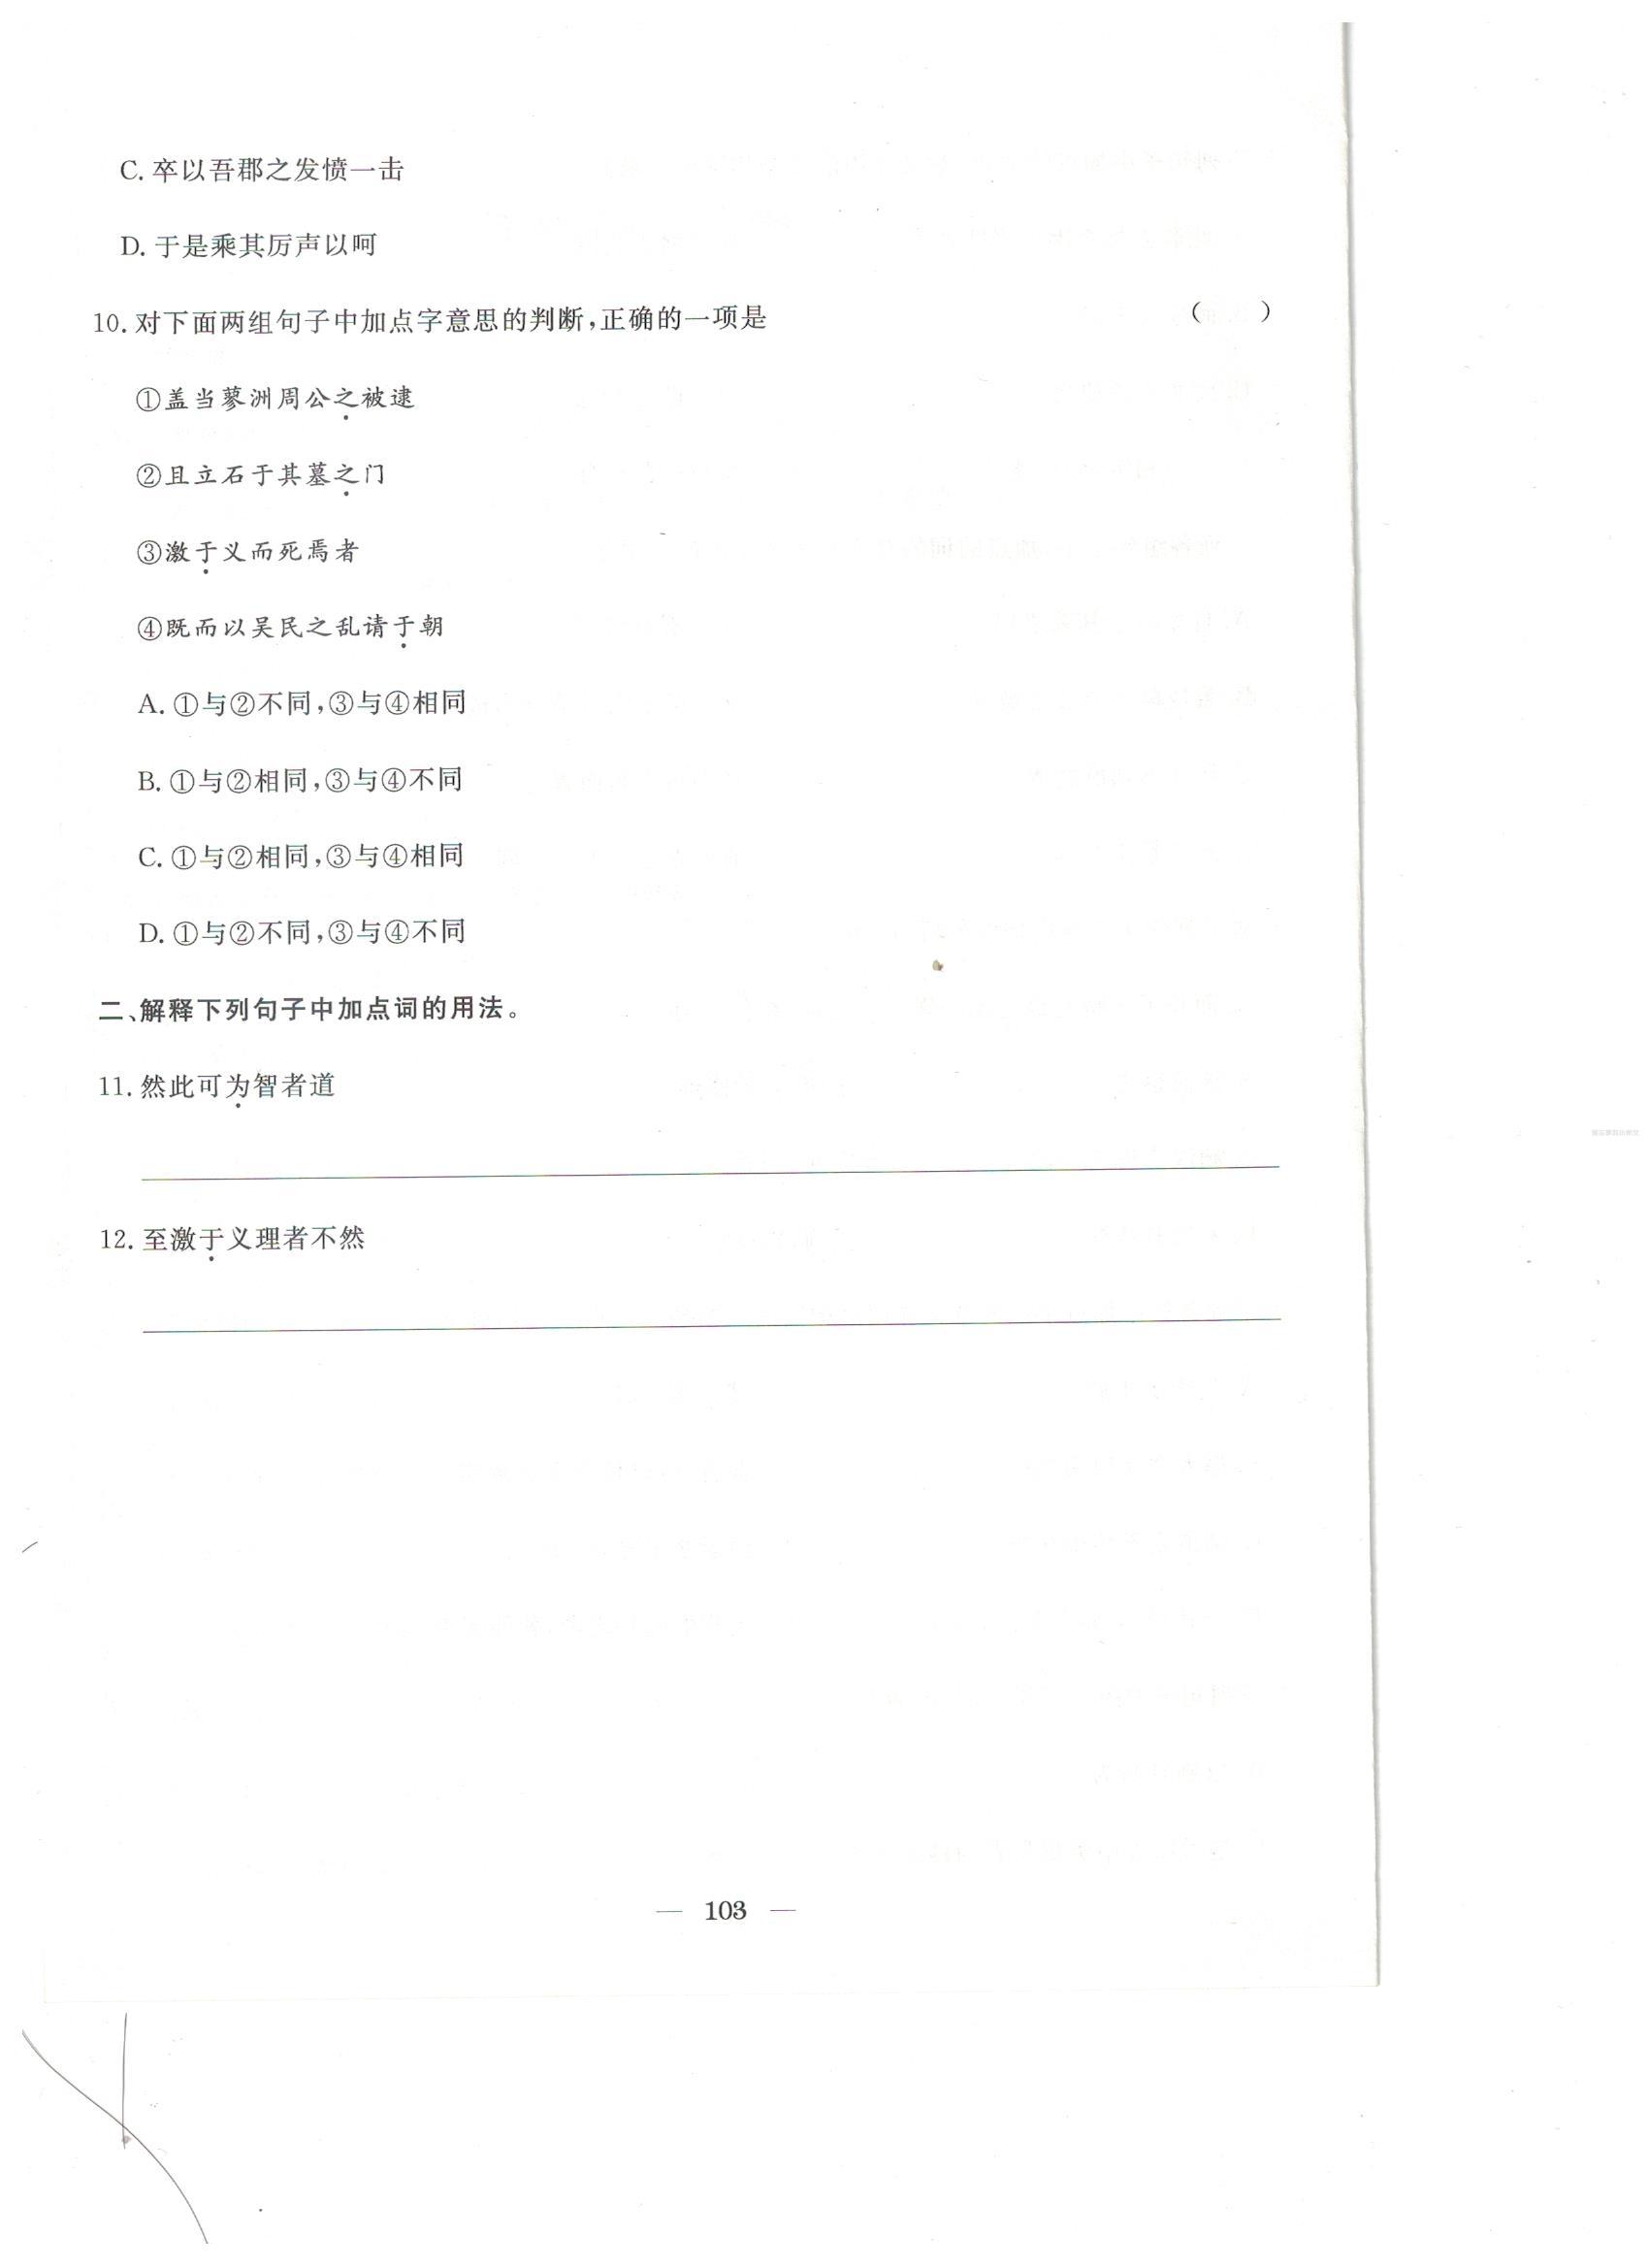 C. 卒以吾郡之发愤一击
D. 于是乘其厉声以呵
10. 对下面两组句子中加点字意思的判断,正确的一项是 (　　)
①盖当蓼洲周公之被逮
②且立石于其墓之门
③激于义而死焉者
④既而以吴民之乱请于朝
A. ①与②不同,③与④相同
B. ①与②相同,③与④不同
C. ①与②相同,③与④相同
D. ①与②不同,③与④不同
二、解释下列句子中加点词的用法。
11. 然此可为智者道
12. 至激于义理者不然
— 103 —